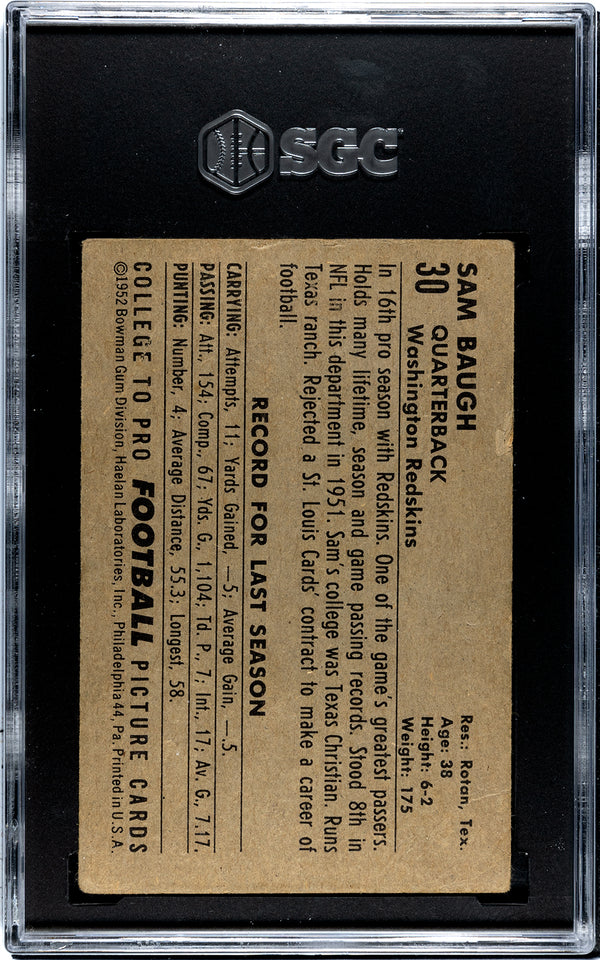 SGC
SAM BAUGH
30 QUARTERBACK
Washington Redskins
Res.: Rotan, Tex.
Age: 38
Height: 6-2
Weight: 175
In 16th pro season with Redskins. One of the game's greatest passers.
Holds many lifetime, season and game passing records. Stood 8th in
NFL in this department in 1951. Sam's college was Texas Christian. Runs
Texas ranch. Rejected a St. Louis Cards' contract to make a career of
football.
RECORD FOR LAST SEASON
CARRYING: Attempts, 11; Yards Gained, —5; Average Gain, —.5.
PASSING: Att., 154; Comp., 67; Yds. G., 1,104; Td. P., 7; Int., 17; Av. G., 7.17.
PUNTING: Number, 4; Average Distance, 55.3; Longest, 58.
COLLEGE TO PRO FOOTBALL PICTURE CARDS
©1952 Bowman Gum Division, Haelan Laboratories, Inc., Philadelphia 44, Pa. Printed in U.S.A.